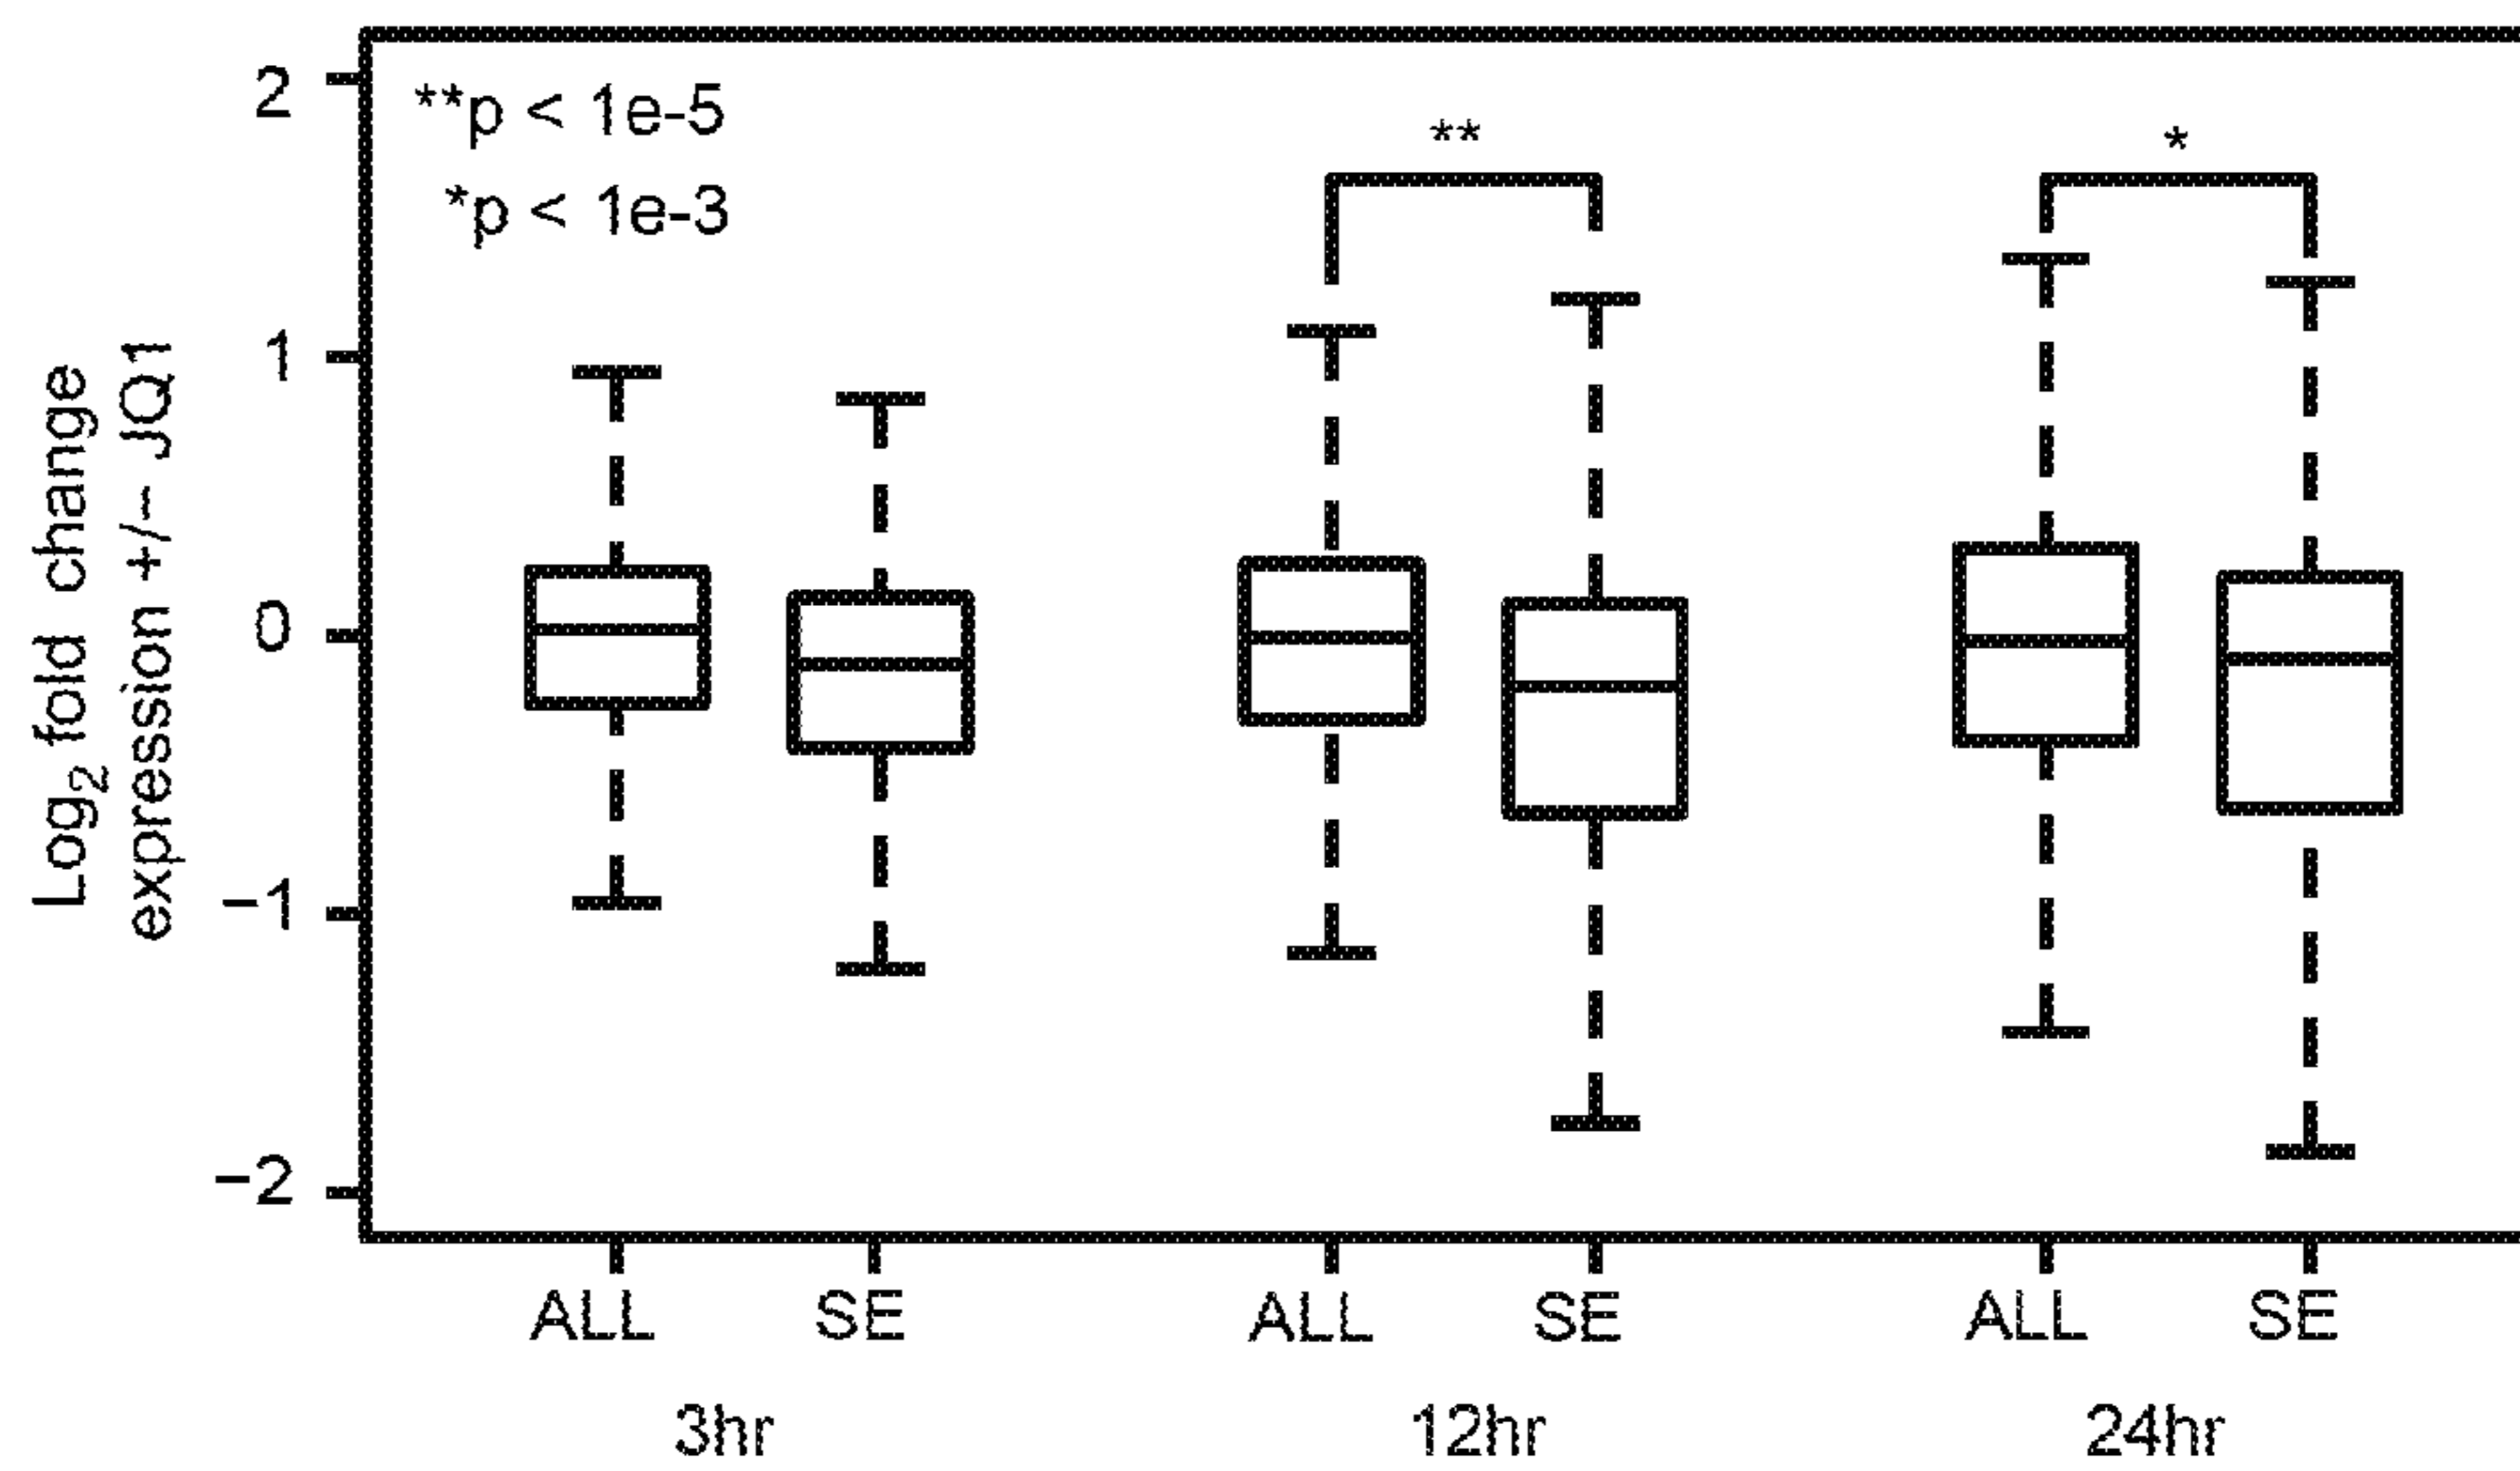 2
1
0
−1
−2
Log₂ fold change
expression +/− JQ1
**p < 1e-5
*p < 1e-3
**
*
ALL SE ALL SE ALL SE
3hr 12hr 24hr